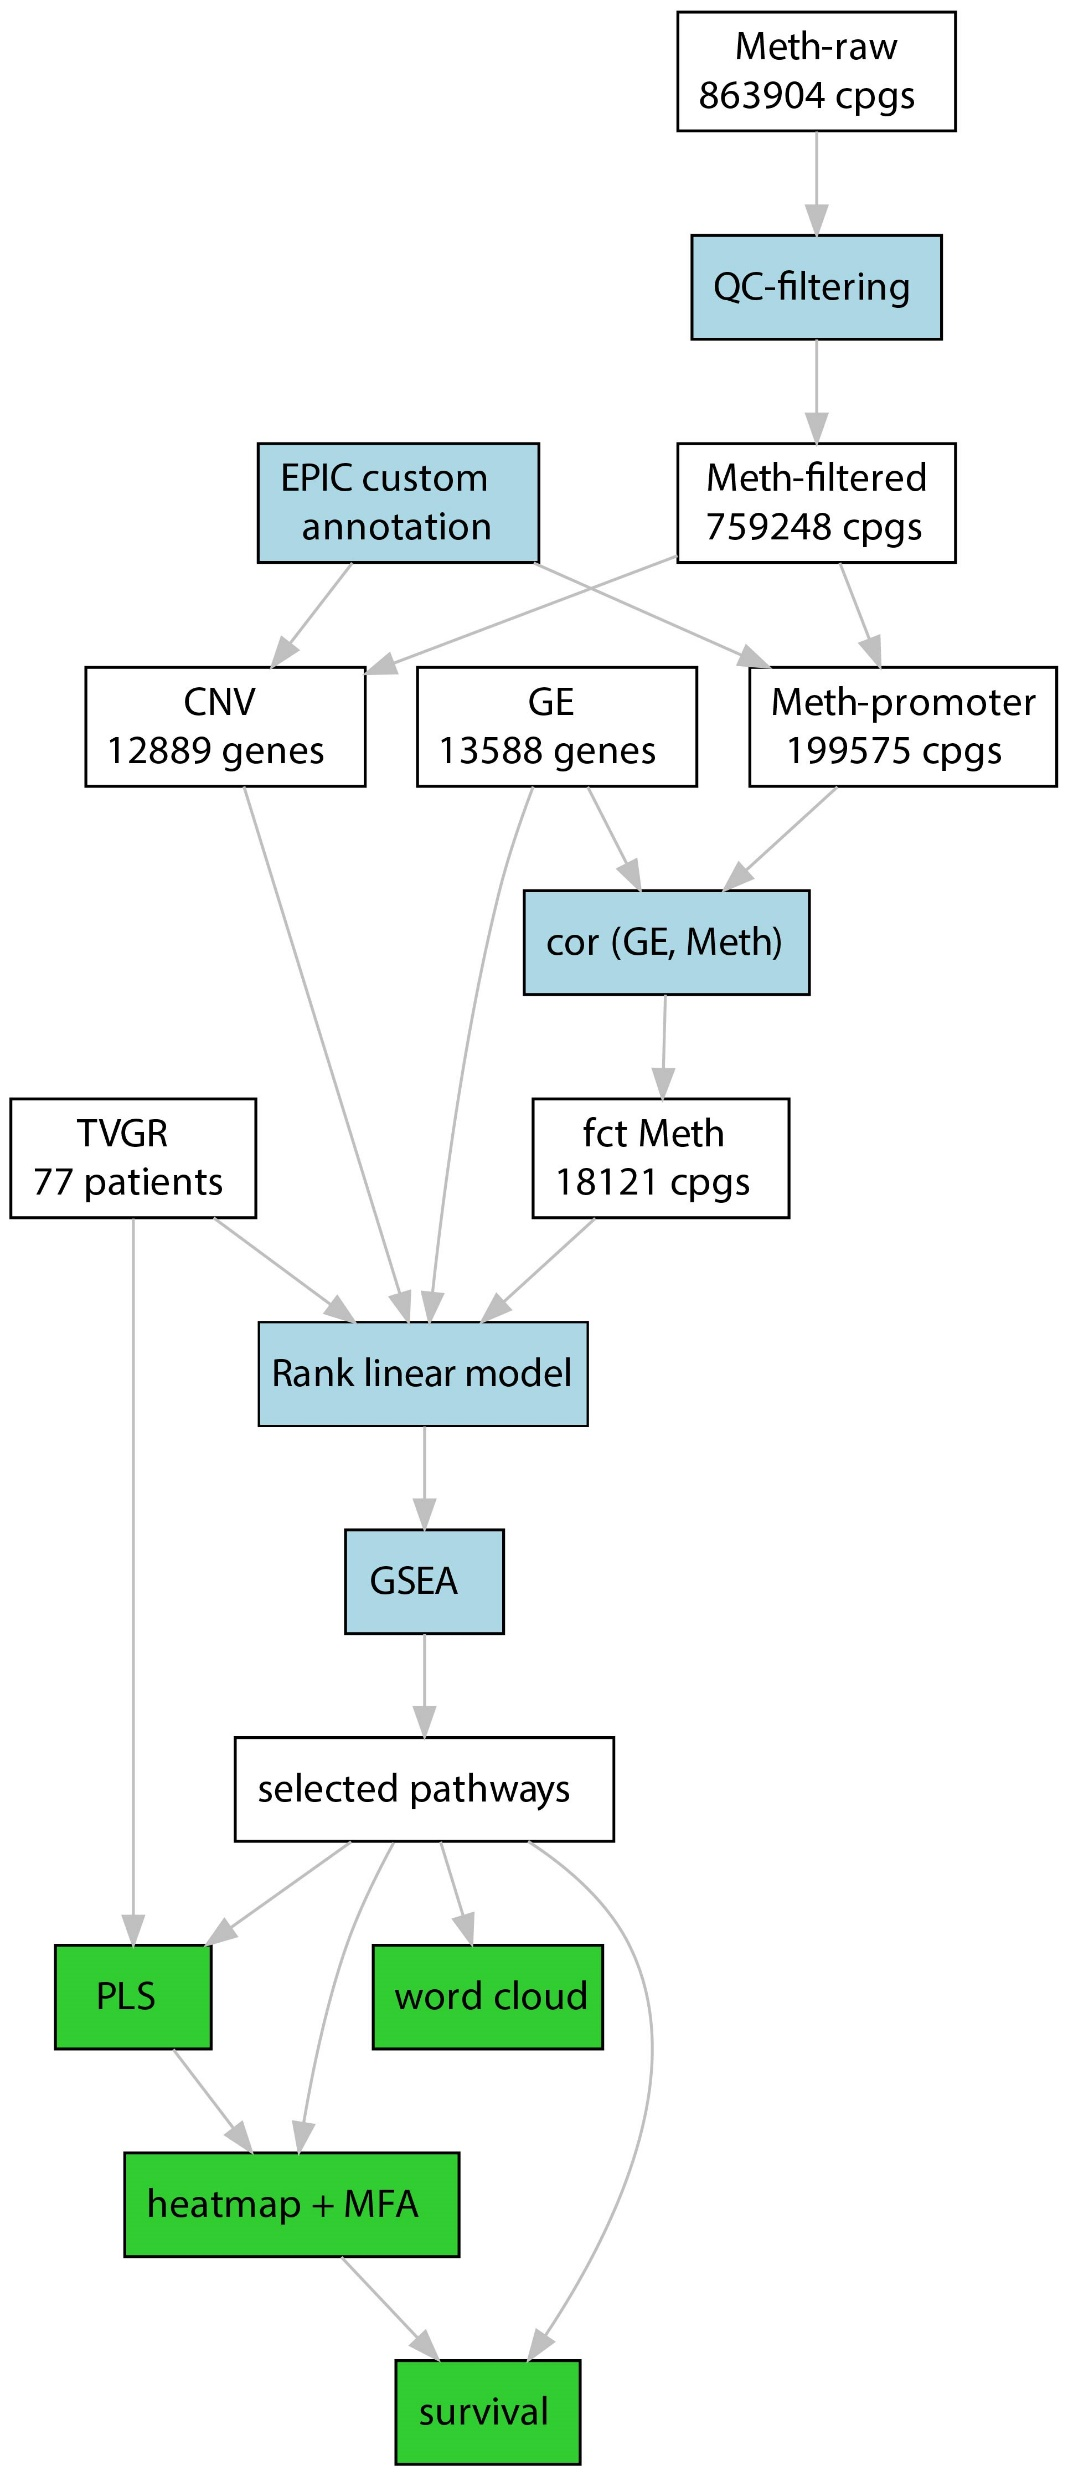 Meth-raw
863904 cpgs
QC-filtering
EPIC custom
annotation
Meth-filtered
759248 cpgs
CNV
12889 genes
GE
13588 genes
Meth-promoter
199575 cpgs
cor (GE, Meth)
TVGR
77 patients
fct Meth
18121 cpgs
Rank linear model
GSEA
selected pathways
PLS
word cloud
heatmap + MFA
survival